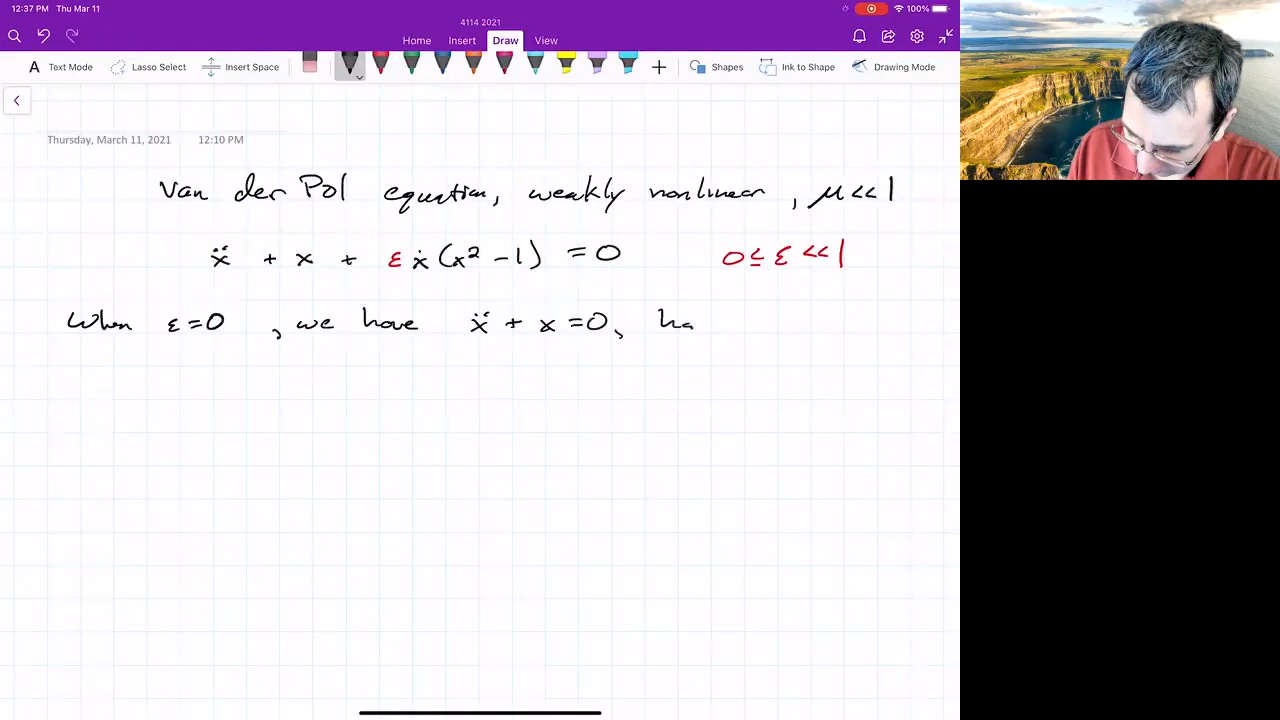 12:37 PM Thu Mar 11 100%
4114 2021
Home Insert Draw View
Text Mode Lasso Select Insert Space Shapes Ink to Shape Drawing Mode
Thursday, March 11, 2021 12:10 PM
Van der Pol equation, weakly nonlinear, μ << 1
ẍ + x + ε ẋ (x² - 1) = 0 0 ≤ ε << 1
When ε = 0, we have ẍ + x = 0, ha